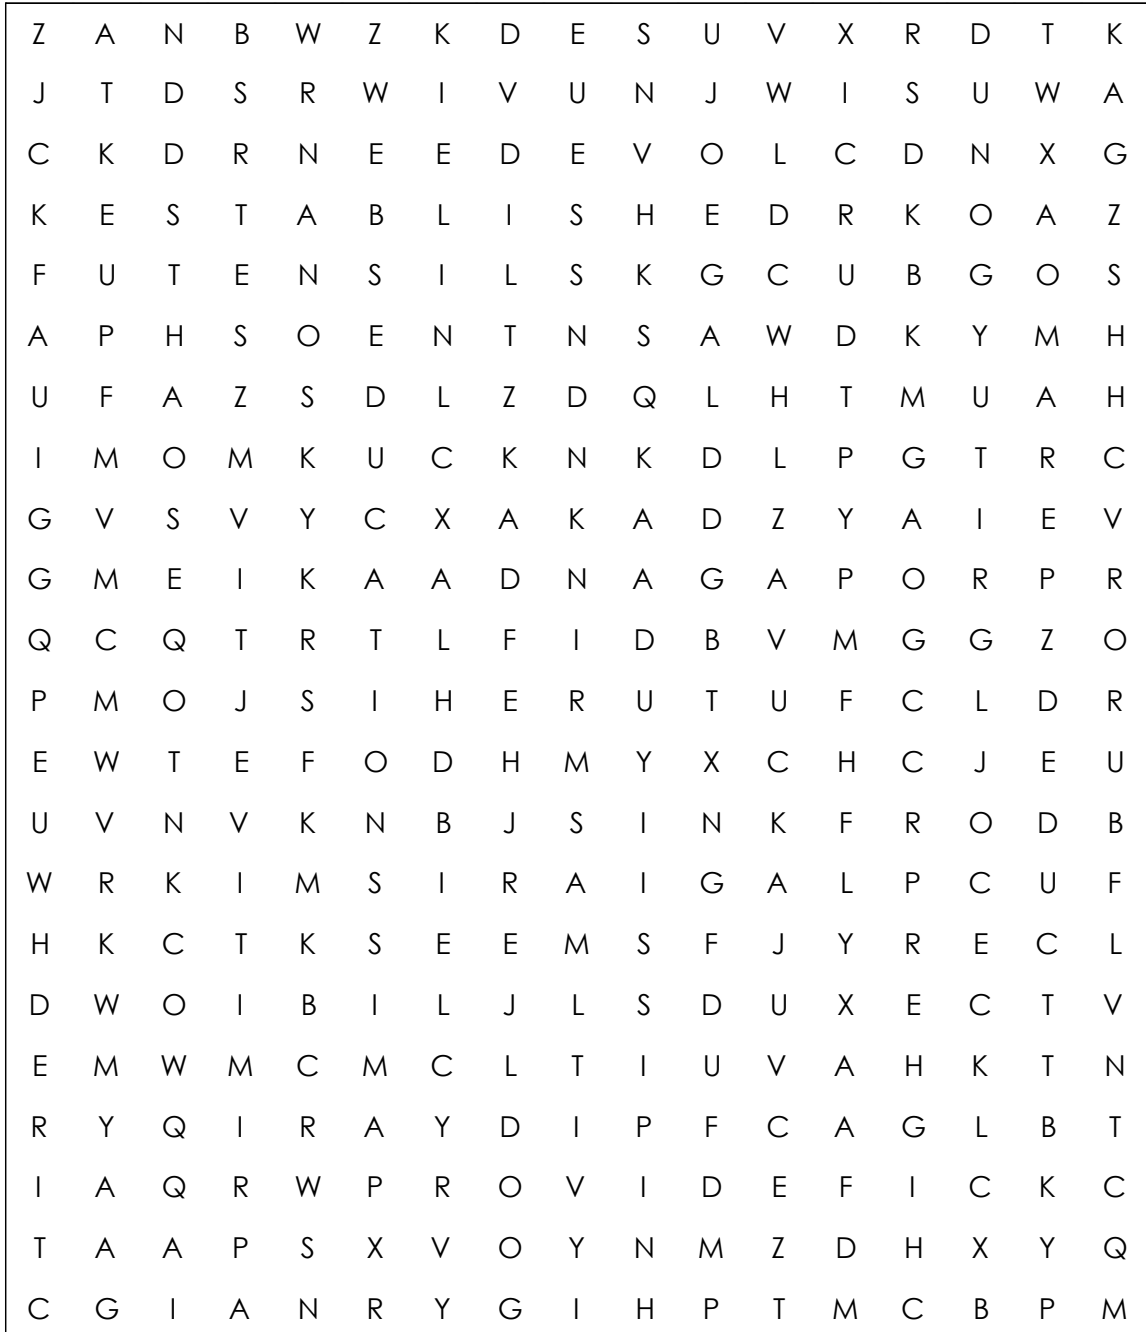 Z A N B W Z K D E S U V X R D T K
J T D S R W I V U N J W I S U W A
C K D R N E E D E V O L C D N X G
K E S T A B L I S H E D R K O A Z
F U T E N S I L S K G C U B G O S
A P H S O E N T N S A W D K Y M H
U F A Z S D L Z D Q L H T M U A H
I M O M K U C K N K D L P G T R C
G V S V Y C X A K A D Z Y A I E V
G M E I K A A D N A G A P O R P R
Q C Q T R T L F I D B V M G G Z O
P M O J S I H E R U T U F C L D R
E W T E F O D H M Y X C H C J E U
U V N V K N B J S I N K F R O D B
W R K I M S I R A I G A L P C U F
H K C T K S E E M S F J Y R E C L
D W O I B I L J L S D U X E C T V
E M W M C M C L T I U V A H K T N
R Y Q I R A Y D I P F C A G L B T
I A Q R W P R O V I D E F I C K C
T A A P S X V O Y N M Z D H X Y Q
C G I A N R Y G I H P T M C B P M